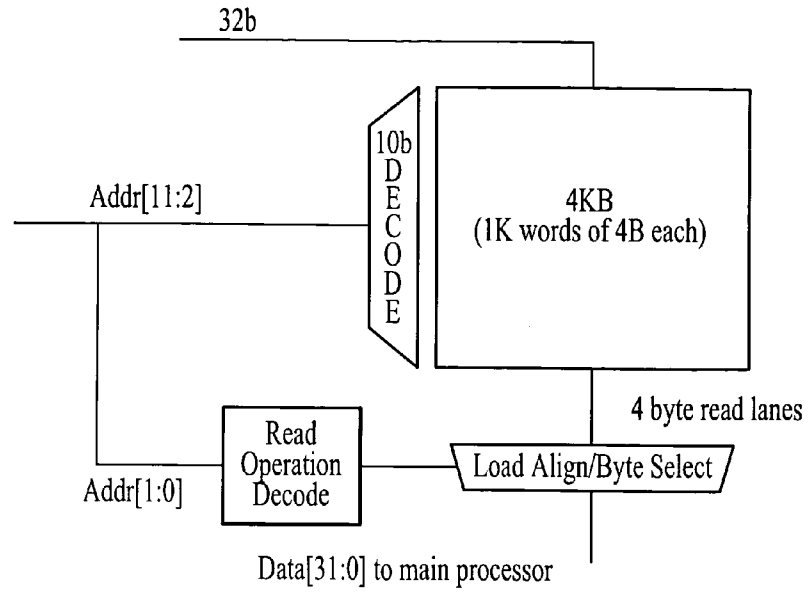 32b
10b
D
E
C
O
D
E
4KB
(1K words of 4B each)
Addr[11:2]
4 byte read lanes
Read
Operation
Decode
Load Align/Byte Select
Addr[1:0]
Data[31:0] to main processor